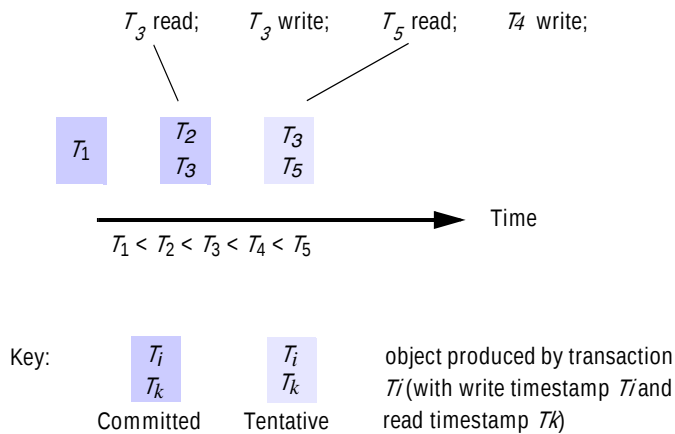 T3 read; T3 write; T5 read; T4 write;
T1
T2
T3
T3
T5
Time
T1 < T2 < T3 < T4 < T5
Key:
Ti
Tk
Ti
Tk
object produced by transaction
Ti (with write timestamp Ti and
read timestamp Tk)
Committed
Tentative